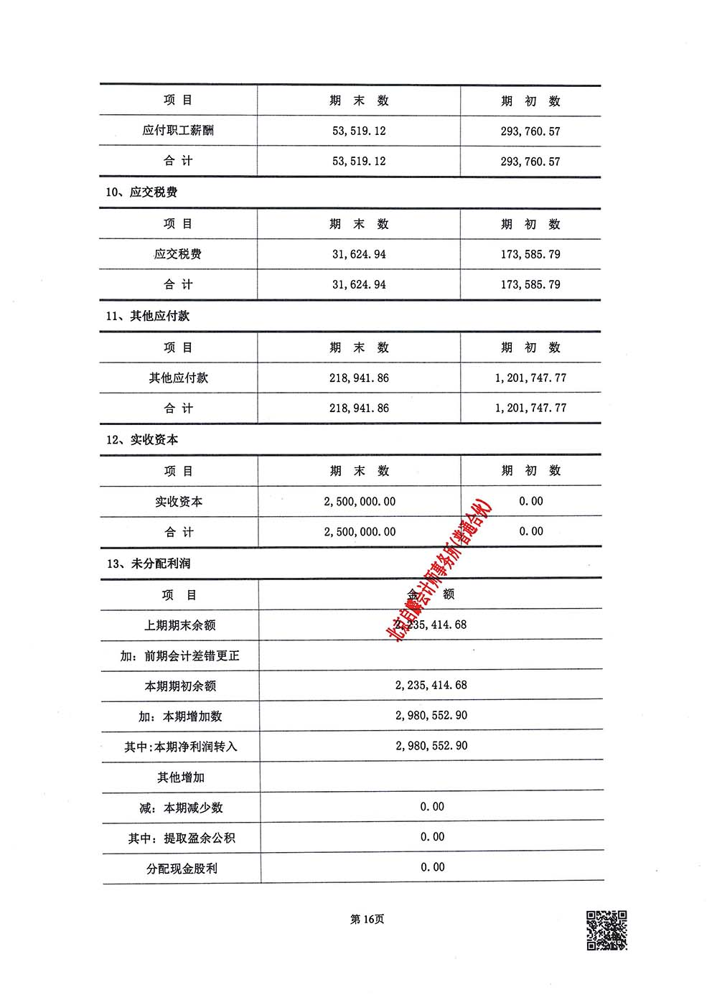 项 目 期 末 数 期 初 数
应付职工薪酬 53,519.12 293,760.57
合 计 53,519.12 293,760.57
10、应交税费
项 目 期 末 数 期 初 数
应交税费 31,624.94 173,585.79
合 计 31,624.94 173,585.79
11、其他应付款
项 目 期 末 数 期 初 数
其他应付款 218,941.86 1,201,747.77
合 计 218,941.86 1,201,747.77
12、实收资本
项 目 期 末 数 期 初 数
实收资本 2,500,000.00 0.00
合 计 2,500,000.00 0.00
13、未分配利润
项 目 金 额
上期期末余额 2,235,414.68
加：前期会计差错更正
本期期初余额 2,235,414.68
加：本期增加数 2,980,552.90
其中:本期净利润转入 2,980,552.90
其他增加
减：本期减少数 0.00
其中：提取盈余公积 0.00
分配现金股利 0.00
北京启麟会计师事务所(普通合伙)
第 16页